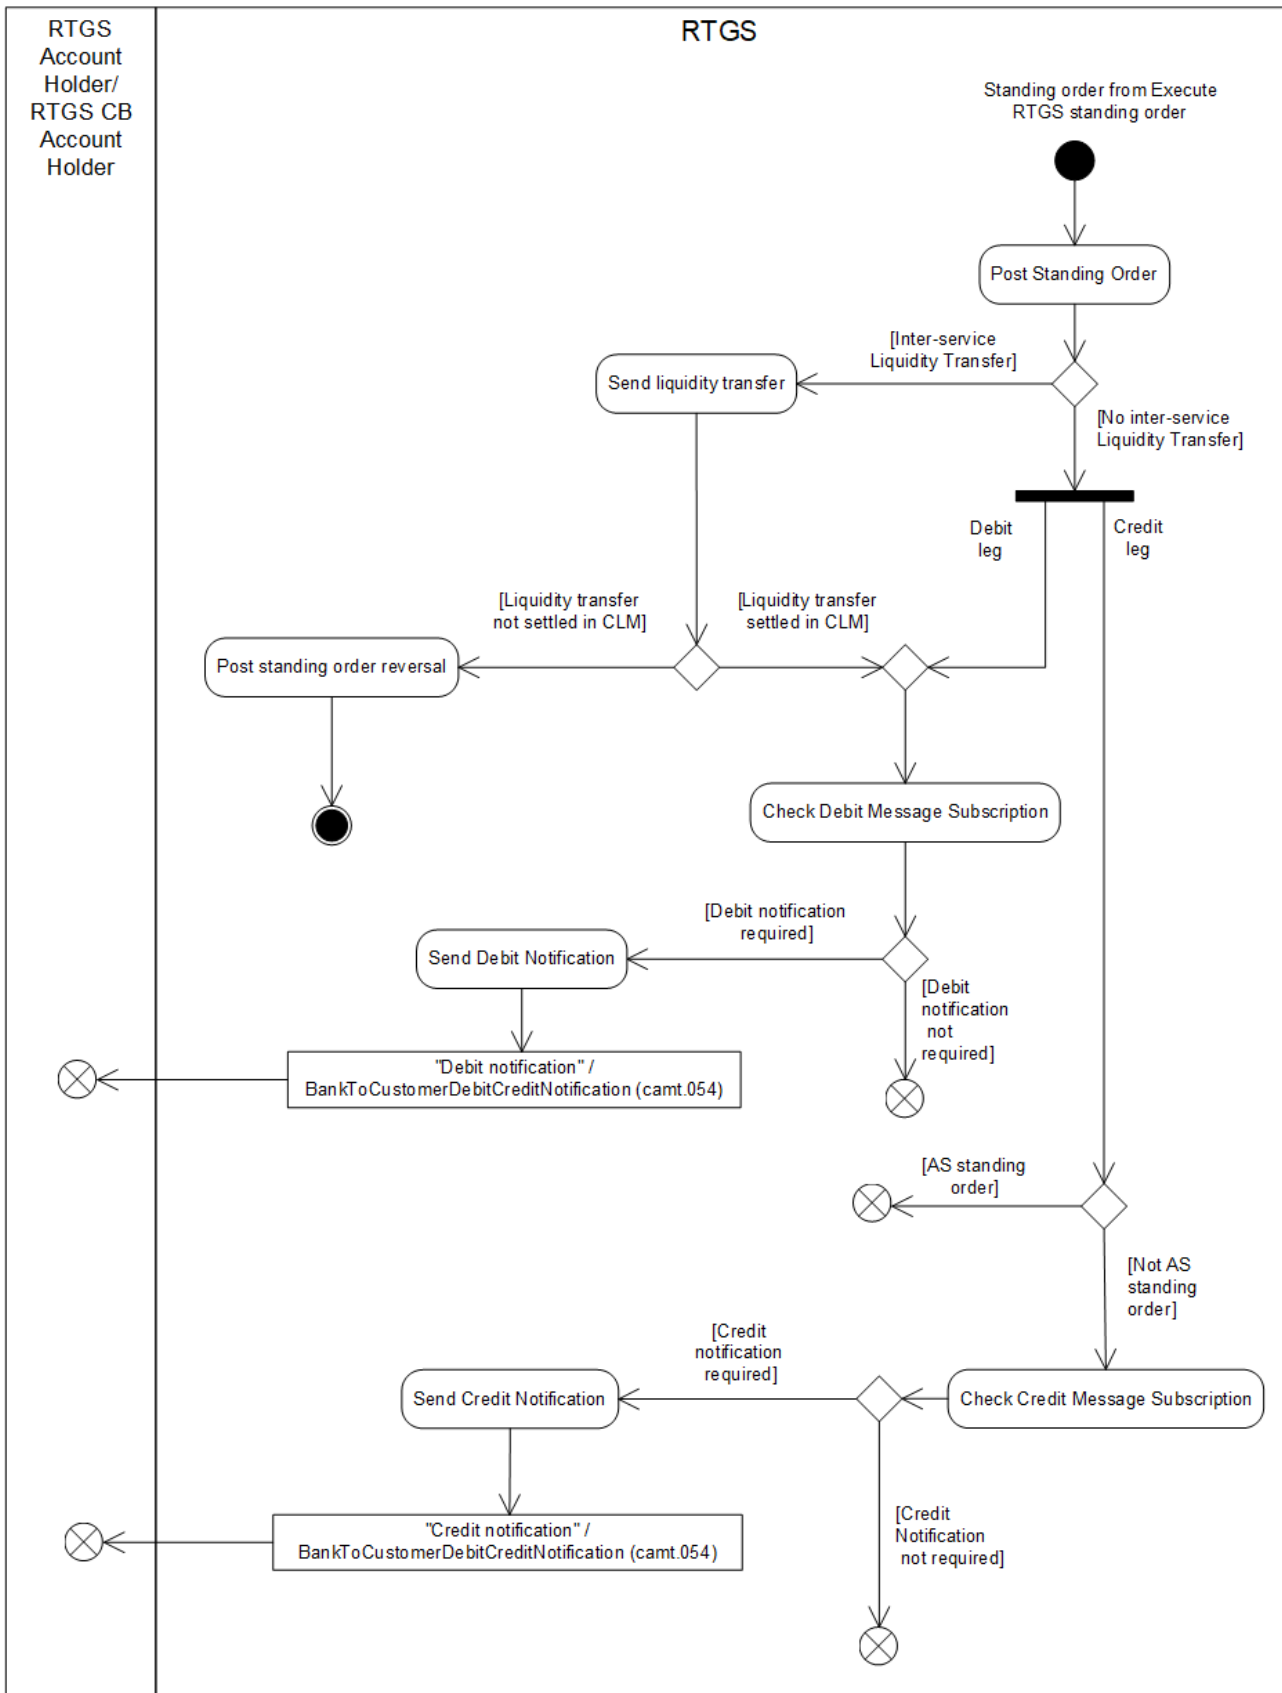 RTGS
Account
Holder/
RTGS CB
Account
Holder
RTGS
Standing order from Execute
RTGS standing order
Post Standing Order
[Inter-service
Liquidity Transfer]
Send liquidity transfer
[No inter-service
Liquidity Transfer]
Debit
leg
Credit
leg
[Liquidity transfer
not settled in CLM]
[Liquidity transfer
settled in CLM]
Post standing order reversal
Check Debit Message Subscription
[Debit notification
required]
Send Debit Notification
[Debit
notification
not
required]
"Debit notification" /
BankToCustomerDebitCreditNotification (camt.054)
[AS standing
order]
[Not AS
standing
order]
[Credit
notification
required]
Send Credit Notification
Check Credit Message Subscription
"Credit notification" /
BankToCustomerDebitCreditNotification (camt.054)
[Credit
Notification
not required]